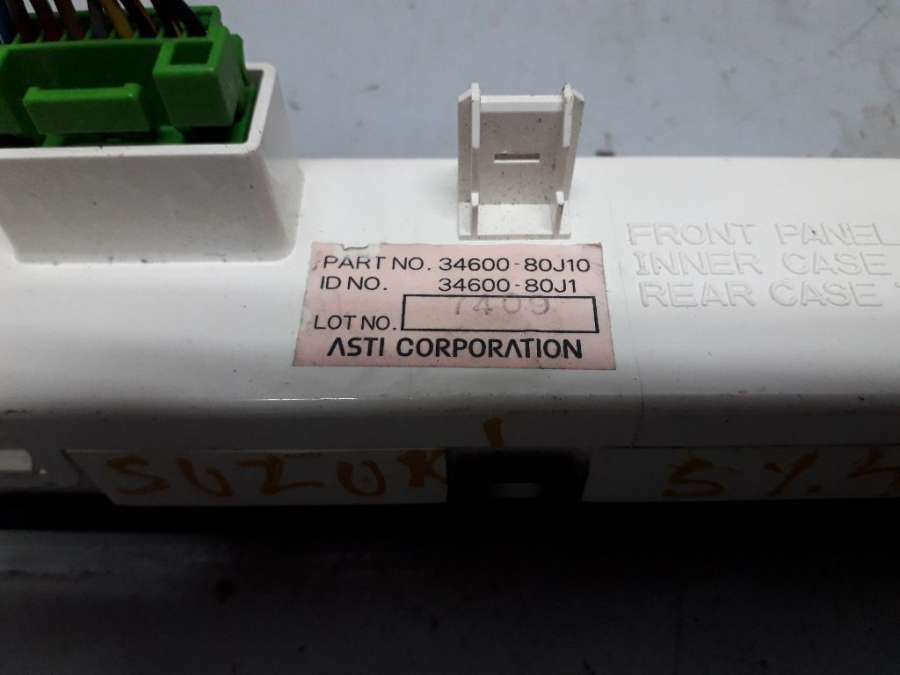 FRONT PANEL
INNER CASE
REAR CASE
PART NO. 34600-80J10
ID NO. 34600-80J1
LOT NO. 7409
ASTI CORPORATION
SUZUKI